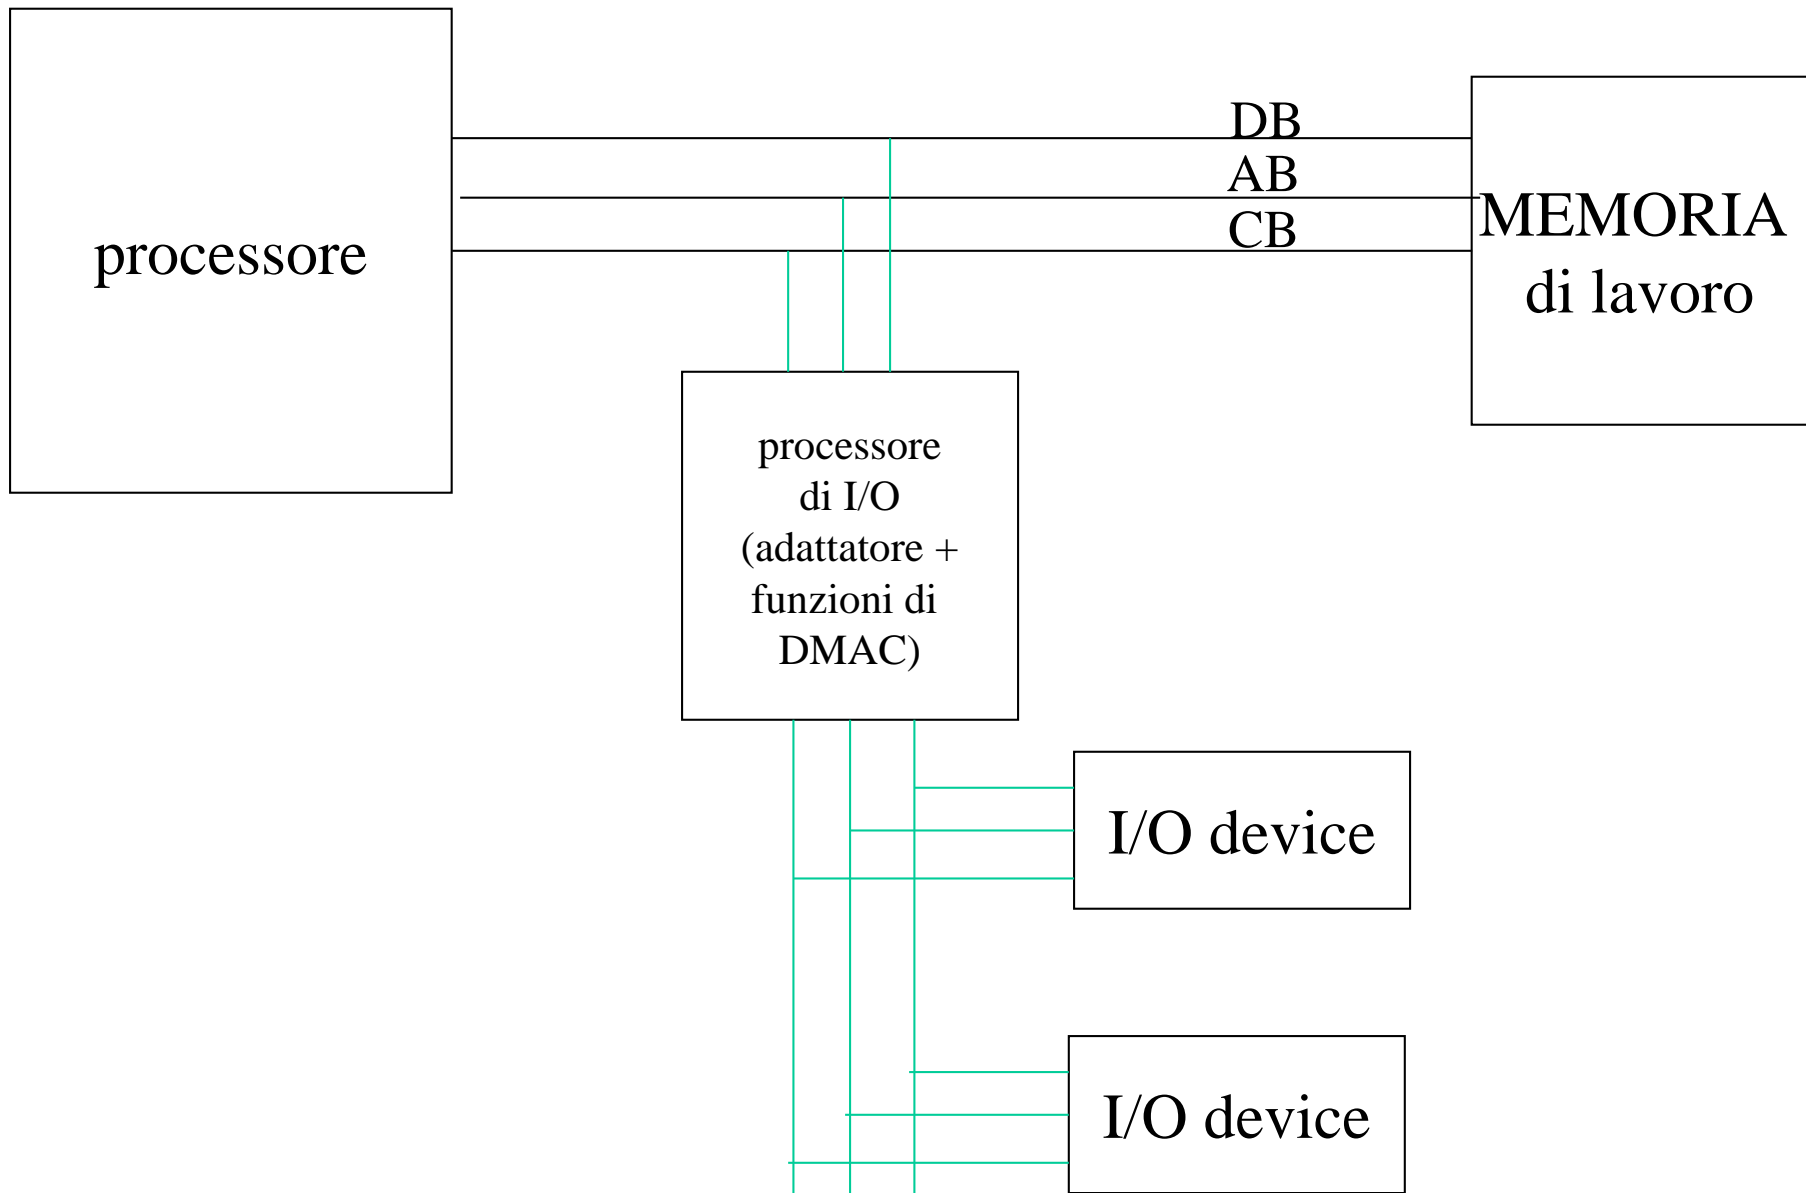 DB
AB
CB
processore
MEMORIA
di lavoro
processore
di I/O
(adattatore +
funzioni di
DMAC)
I/O device
I/O device